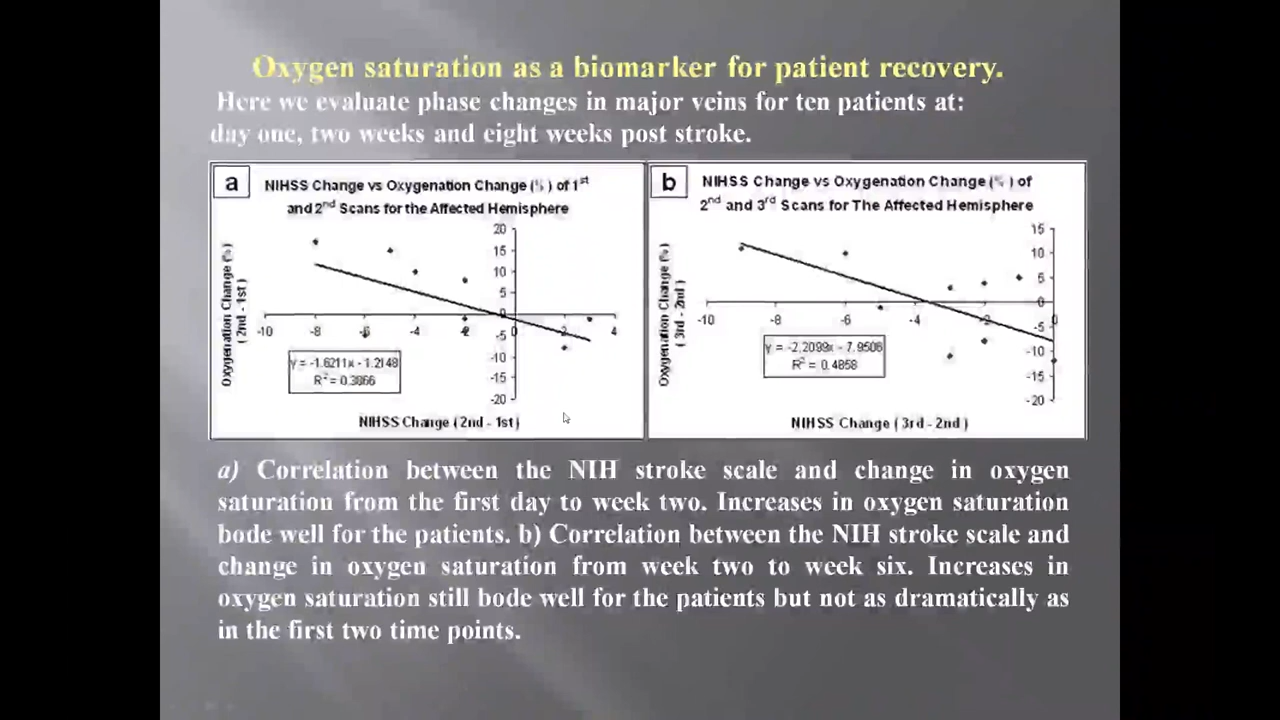 Oxygen saturation as a biomarker for patient recovery.
Here we evaluate phase changes in major veins for ten patients at:
day one, two weeks and eight weeks post stroke.
a
NIHSS Change vs Oxygenation Change (%) of 1st
and 2nd Scans for the Affected Hemisphere
Oxygenation Change (%)
(2nd - 1st)
20
15
10
5
0
-5
-10
-15
-20
-10 -8 -6 -4 -2 0 2 4
y = -1.6211x - 1.2148
NIHSS Change (2nd - 1st)
b
NIHSS Change vs Oxygenation Change (%) of
2nd and 3rd Scans for The Affected Hemisphere
Oxygenation Change (%)
(3rd - 2nd)
15
10
5
0
-5
-10
-15
-20
-10 -8 -6 -4 -2 0
y = -2.2099x - 7.9506
R² = 0.4858
NIHSS Change (3rd - 2nd)
a) Correlation between the NIH stroke scale and change in oxygen
saturation from the first day to week two. Increases in oxygen saturation
bode well for the patients. b) Correlation between the NIH stroke scale and
change in oxygen saturation from week two to week six. Increases in
oxygen saturation still bode well for the patients but not as dramatically as
in the first two time points.